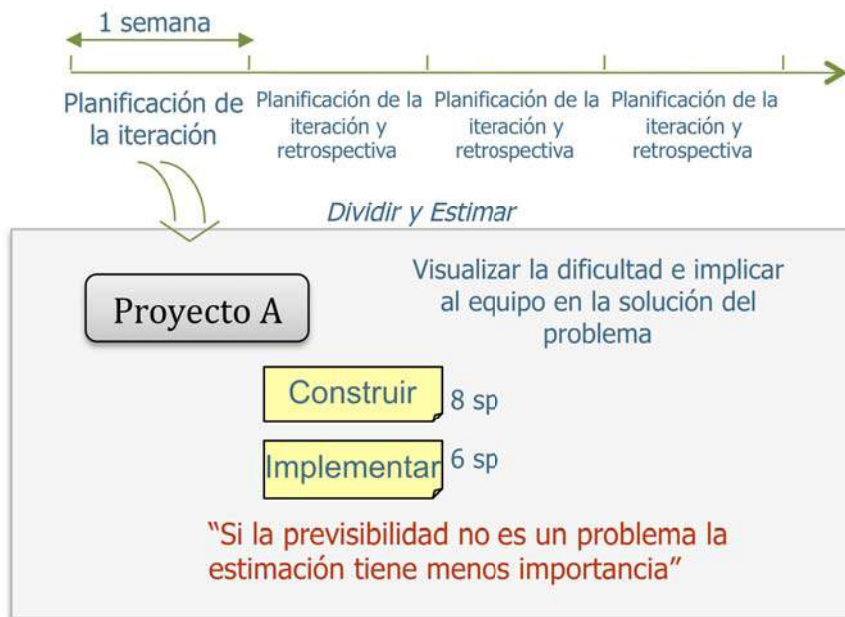 1 semana
Planificación de
la iteración
Planificación de la
iteración y
retrospectiva
Planificación de la
iteración y
retrospectiva
Planificación de la
iteración y
retrospectiva
Dividir y Estimar
Proyecto A
Visualizar la dificultad e implicar
al equipo en la solución del
problema
Construir
8 sp
Implementar
6 sp
“Si la previsibilidad no es un problema la
estimación tiene menos importancia”